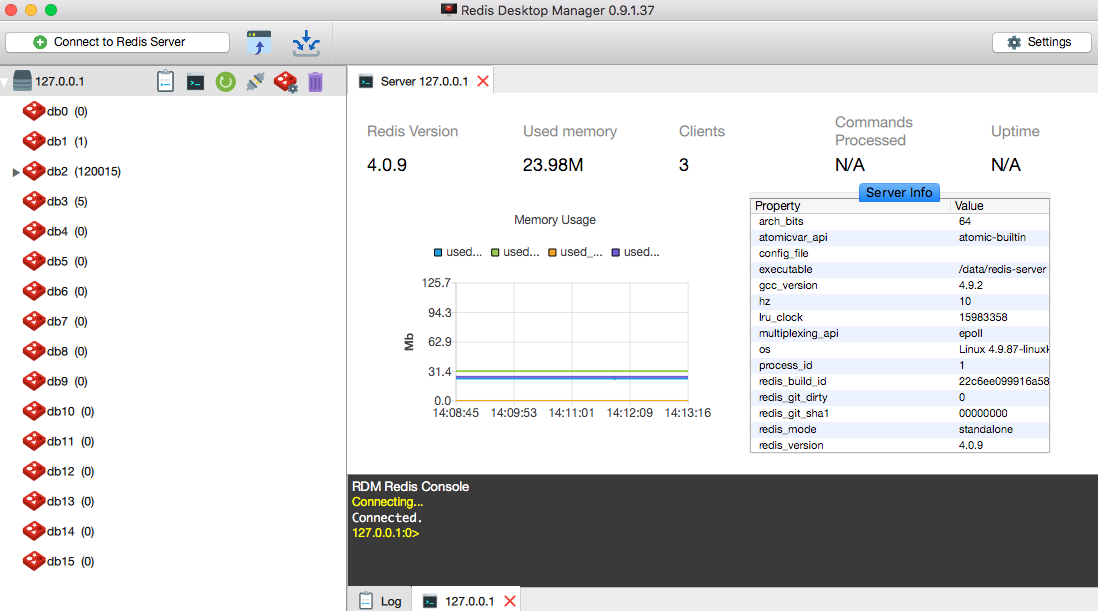 Redis Desktop Manager 0.9.1.37
Connect to Redis Server
Settings
127.0.0.1
db0 (0)
db1 (1)
db2 (120015)
db3 (5)
db4 (0)
db5 (0)
db6 (0)
db7 (0)
db8 (0)
db9 (0)
db10 (0)
db11 (0)
db12 (0)
db13 (0)
db14 (0)
db15 (0)
Server 127.0.0.1
Redis Version
4.0.9
Used memory
23.98M
Clients
3
Commands
Processed
N/A
Uptime
N/A
Memory Usage
used... used... used_... used...
Mb
125.7
94.3
62.9
31.4
0.0
14:08:45 14:09:53 14:11:01 14:12:09 14:13:16
Server Info
Property Value
arch_bits 64
atomicvar_api atomic-builtin
config_file
executable /data/redis-server
gcc_version 4.9.2
hz 10
lru_clock 15983358
multiplexing_api epoll
os Linux 4.9.87-linuxk
process_id 1
redis_build_id 22c6ee099916a58
redis_git_dirty 0
redis_git_sha1 00000000
redis_mode standalone
redis_version 4.0.9
RDM Redis Console
Connecting...
Connected.
127.0.0.1:0>
Log
127.0.0.1